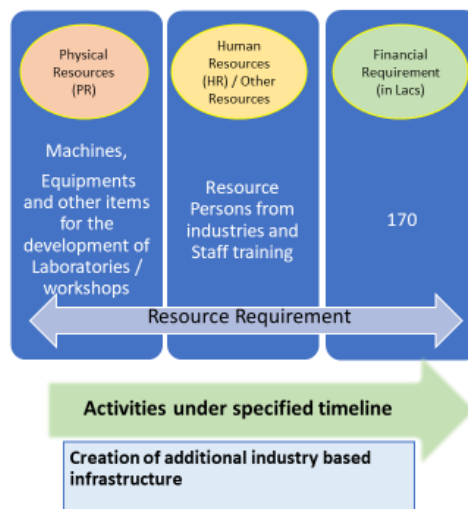 Physical
Resources
(PR)
Human
Resources
(HR) / Other
Resources
Financial
Requirement
(in Lacs)
Machines,
Equipments
and other items
for the
development of
Laboratories /
workshops
Resource
Persons from
industries and
Staff training
170
Resource Requirement
Activities under specified timeline
Creation of additional industry based
infrastructure